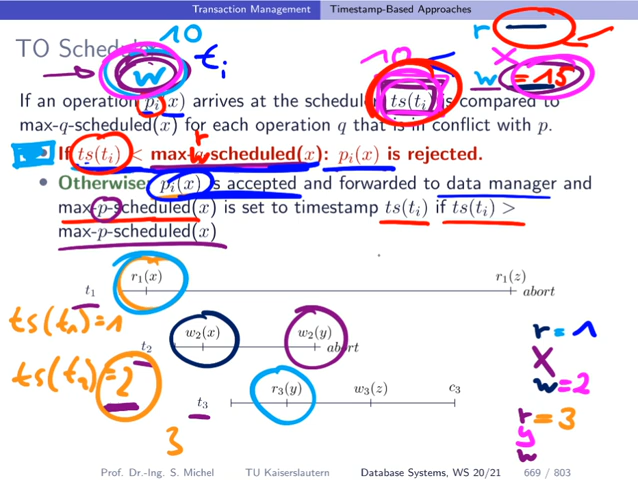 Transaction Management Timestamp-Based Approaches
TO Schedul
10
w
t_i
10
r
x
w = 15
If an operation p_i(x) arrives at the scheduler, ts(t_i) is compared to
max-q-scheduled(x) for each operation q that is in conflict with p.
r
w
If ts(t_i) < max-q-scheduled(x): p_i(x) is rejected.
• Otherwise p_i(x) is accepted and forwarded to data manager and
max-p-scheduled(x) is set to timestamp ts(t_i) if ts(t_i) >
max-p-scheduled(x)
r_1(x) r_1(z)
t_1 abort
ts(t_1)=1
w_2(x) w_2(y)
t_2 abort
ts(t_2)=2
r_3(y) w_3(z) c_3
t_3
3
r = 1
x
w = 2
r = 3
y
w
Prof. Dr.-Ing. S. Michel TU Kaiserslautern Database Systems, WS 20/21 669 / 803